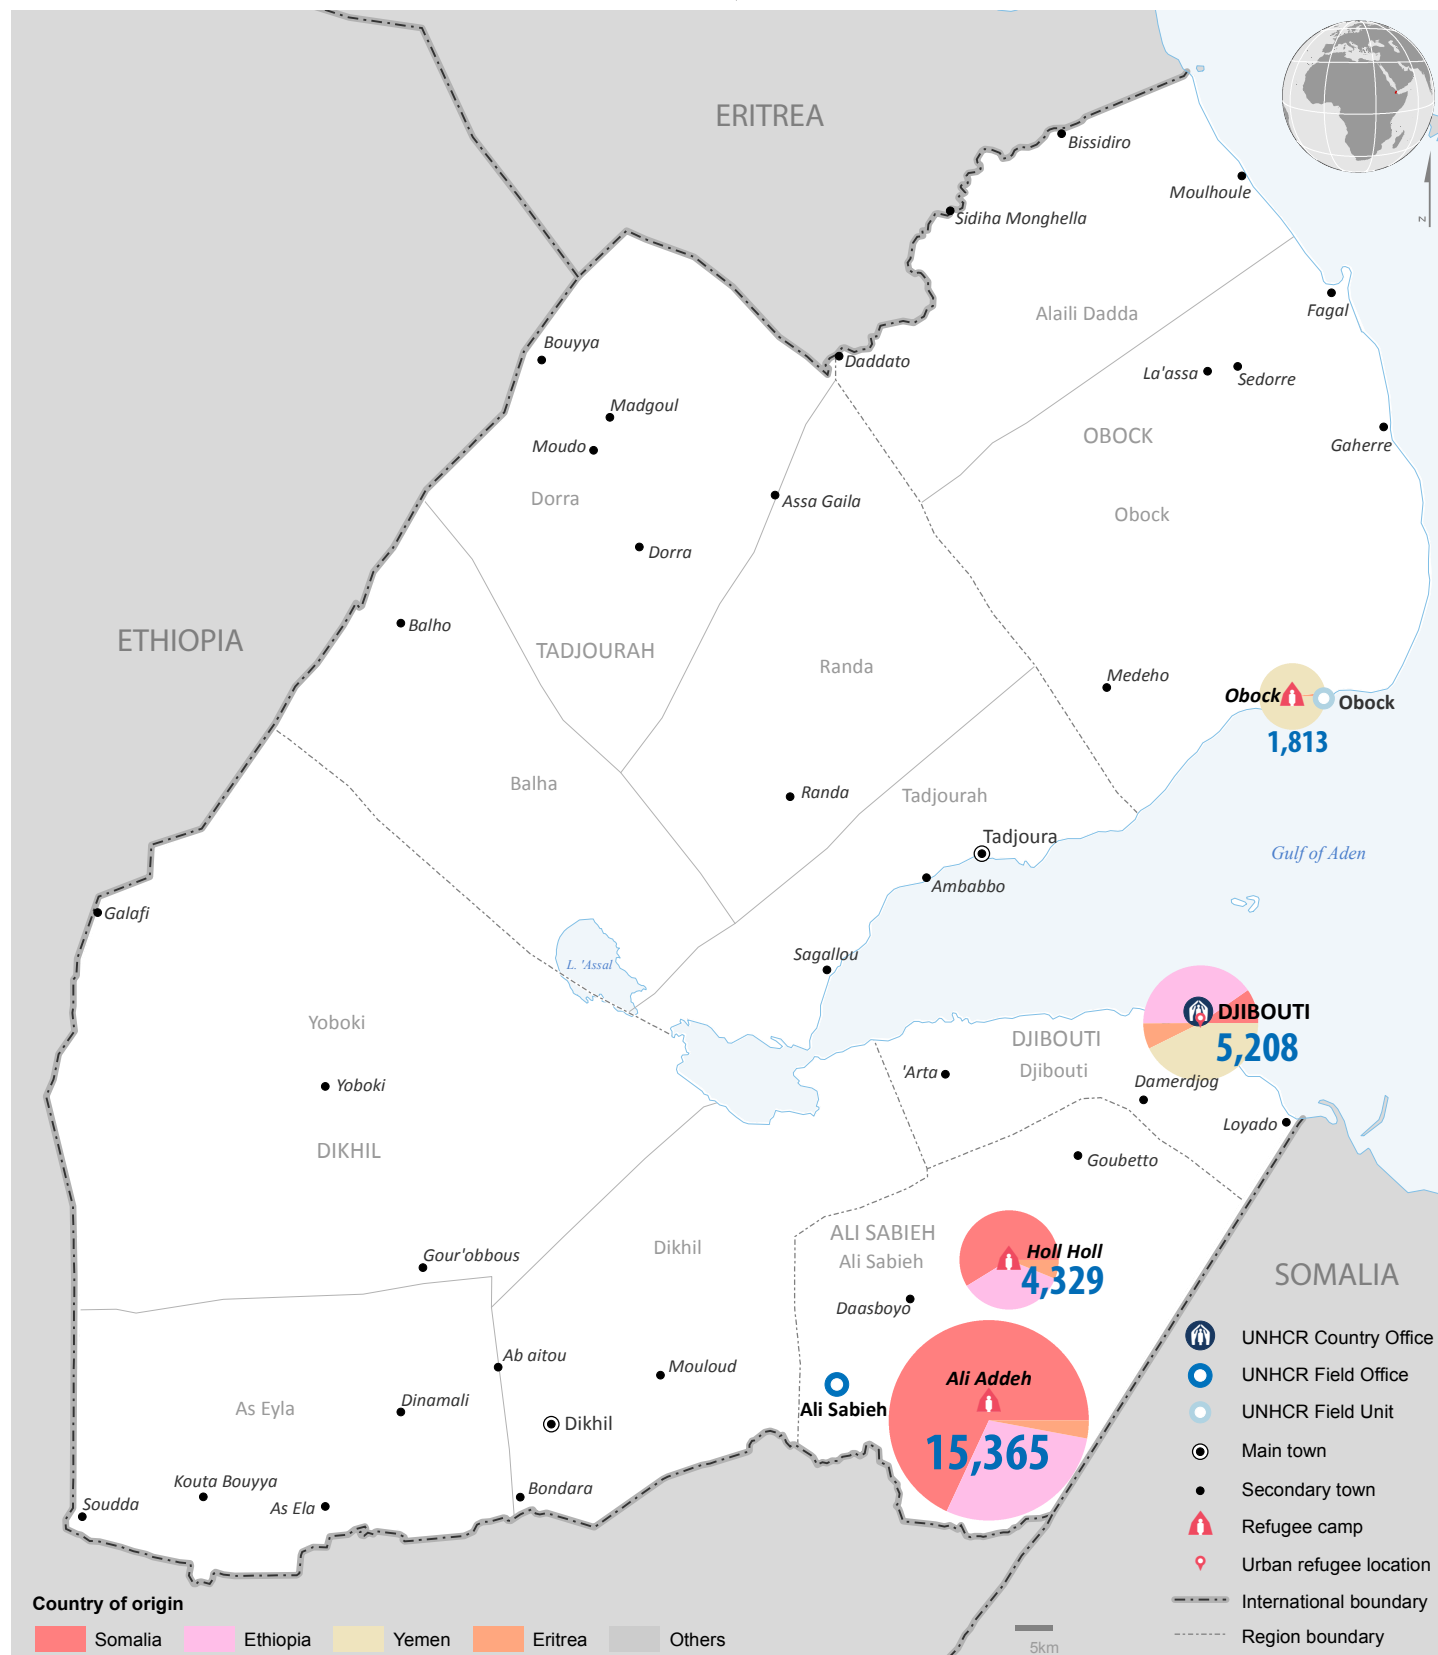 ERITREA
Bissidiro
Moulhoule
Sidiha Monghella
N
Alaili Dadda
Fagal
Bouyya
Daddato
La'assa
Sedorre
Madgoul
OBOCK
Moudo
Gaherre
Dorra
Assa Gaila
Obock
Dorra
Balho
ETHIOPIA
TADJOURAH
Randa
Medeho
Obock
Obock
1,813
Balha
Randa
Tadjourah
Tadjoura
Gulf of Aden
Ambabbo
Galafi
Sagallou
L. 'Assal
DJIBOUTI
5,208
Yoboki
DJIBOUTI
Djibouti
'Arta
Damerdjog
Yoboki
Loyado
DIKHIL
Goubetto
ALI SABIEH
Ali Sabieh
Dikhil
Gour'obbous
Holl Holl
4,329
SOMALIA
Daasboyo
UNHCR Country Office
Ab aitou
Mouloud
Ali Addeh
UNHCR Field Office
Dinamali
As Eyla
Ali Sabieh
UNHCR Field Unit
Dikhil
15,365
Main town
Kouta Bouyya
Bondara
Secondary town
Soudda
As Ela
Refugee camp
Urban refugee location
International boundary
Region boundary
Country of origin
Somalia
Ethiopia
Yemen
Eritrea
Others
5km